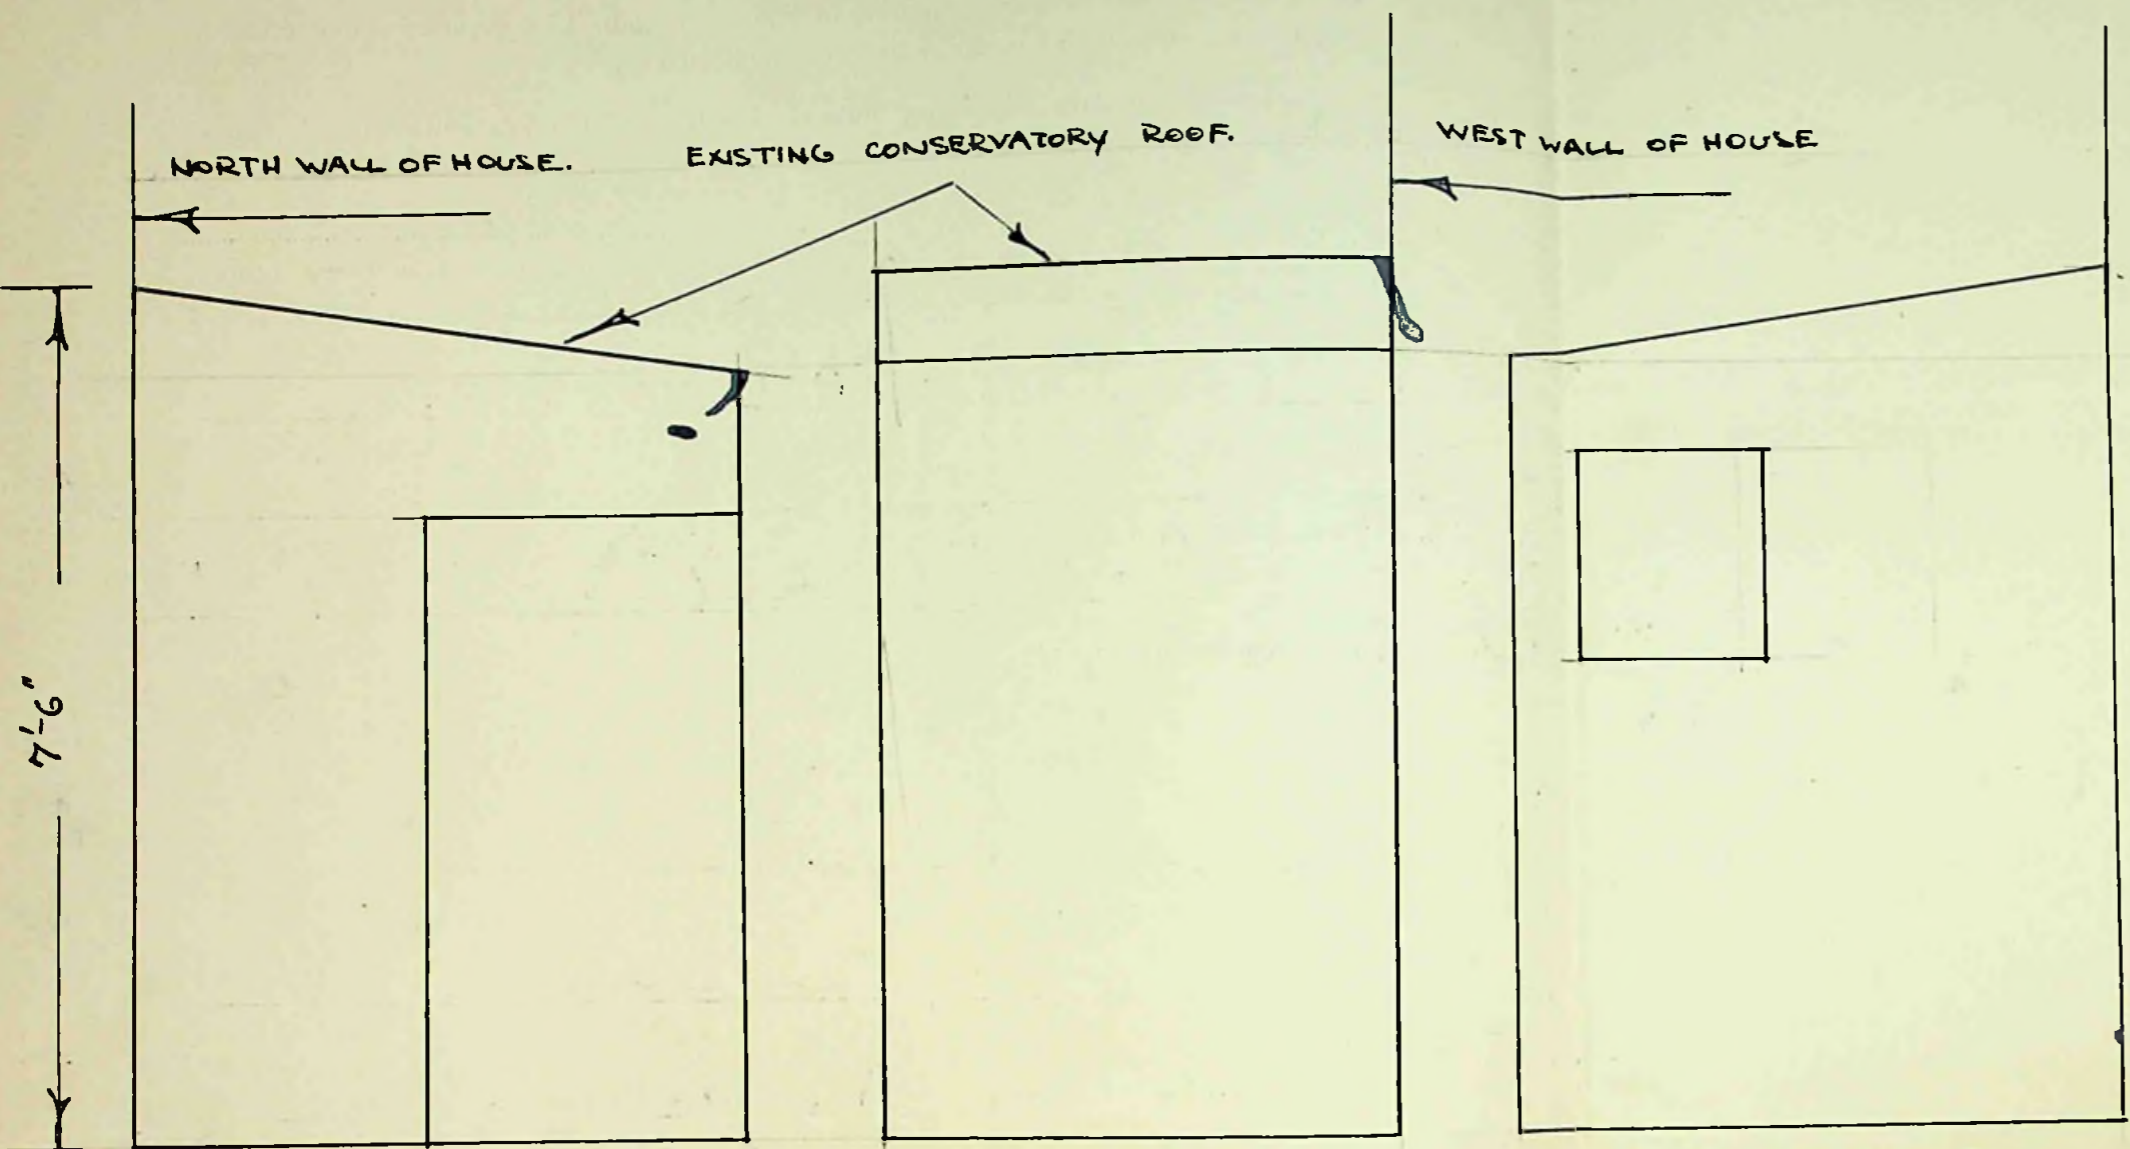 NORTH WALL OF HOUSE.
EXISTING CONSERVATORY ROOF.
WEST WALL OF HOUSE
7'-6"